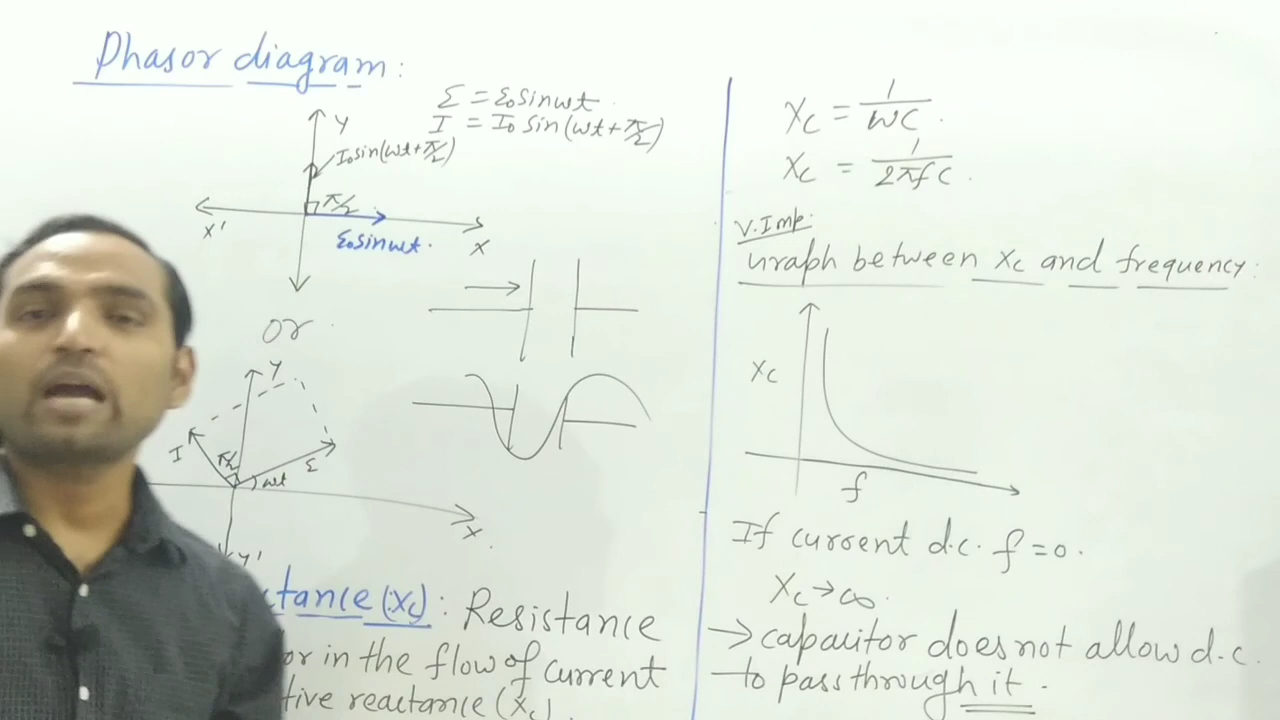 Phasor diagram:
Ɛ = Ɛ₀sinωt.
I = I₀ sin(ωt+π/2)
Y
I₀sin(ωt+π/2)
π/2
X'
X
Ɛ₀sinωt.
or
Y
I
π/2
Ɛ
ωt
X
Y'
tance (Xc): Resistance
or in the flow of current
tive reactance (Xc).
Xc = 1/ωC.
Xc = 1/2πfC.
V.Imp:
Graph between Xc and frequency:
Xc
f
If current d.c. f=0.
Xc→∞.
→ capacitor does not allow d.c.
to pass through it.